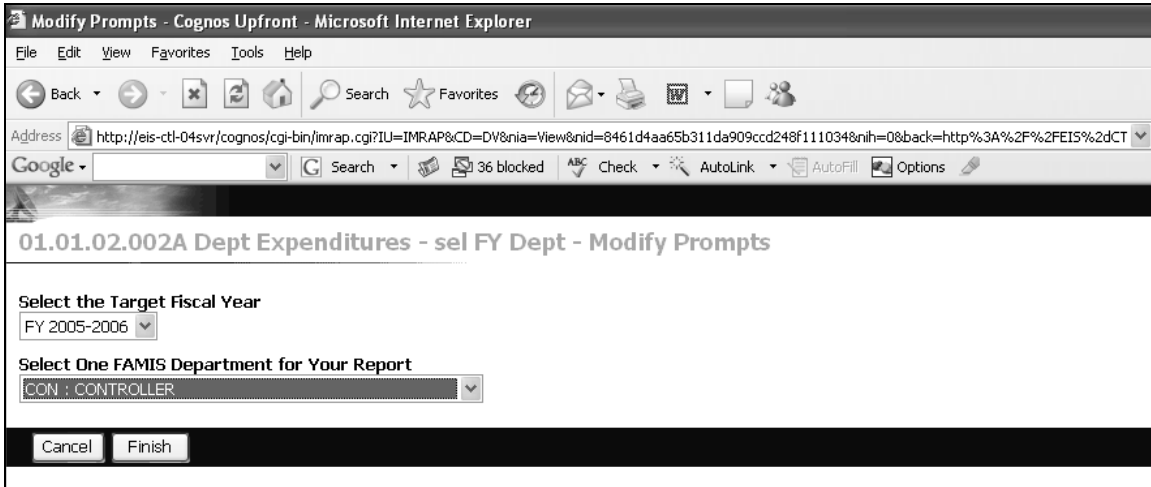 Modify Prompts - Cognos Upfront - Microsoft Internet Explorer
File Edit View Favorites Tools Help
Back Search Favorites W
Address http://eis-ctl-04svr/cognos/cgi-bin/imrap.cgi?IU=IMRAP&CD=DV&nia=View&nid=8461d4aa65b311da909ccd248f111034&nih=0&back=http%3A%2F%2FEIS%2dCT
Google G Search 36 blocked ABC Check AutoLink AutoFill Options
01.01.02.002A Dept Expenditures - sel FY Dept - Modify Prompts
Select the Target Fiscal Year
FY 2005-2006
Select One FAMIS Department for Your Report
CON : CONTROLLER
Cancel Finish